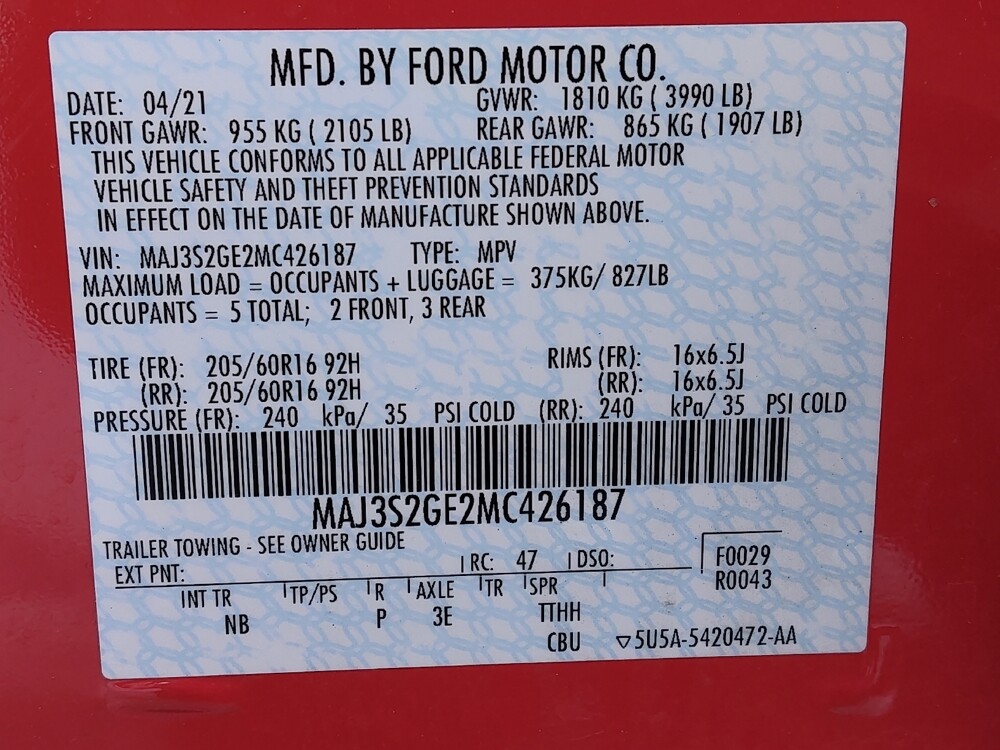 MFD. BY FORD MOTOR CO.
DATE: 04/21 GVWR: 1810 KG ( 3990 LB)
FRONT GAWR: 955 KG ( 2105 LB) REAR GAWR: 865 KG ( 1907 LB)
THIS VEHICLE CONFORMS TO ALL APPLICABLE FEDERAL MOTOR
VEHICLE SAFETY AND THEFT PREVENTION STANDARDS
IN EFFECT ON THE DATE OF MANUFACTURE SHOWN ABOVE.
VIN: MAJ3S2GE2MC426187 TYPE: MPV
MAXIMUM LOAD = OCCUPANTS + LUGGAGE = 375KG/ 827LB
OCCUPANTS = 5 TOTAL; 2 FRONT, 3 REAR
TIRE (FR): 205/60R16 92H RIMS (FR): 16x6.5J
(RR): 205/60R16 92H (RR): 16x6.5J
PRESSURE (FR): 240 kPa/ 35 PSI COLD (RR): 240 kPa/ 35 PSI COLD
MAJ3S2GE2MC426187
TRAILER TOWING - SEE OWNER GUIDE
EXT PNT: RC: 47 DSO: F0029
R0043
INT TR TP/PS R AXLE TR SPR
NB P 3E TTHH
CBU ▽5U5A-5420472-AA